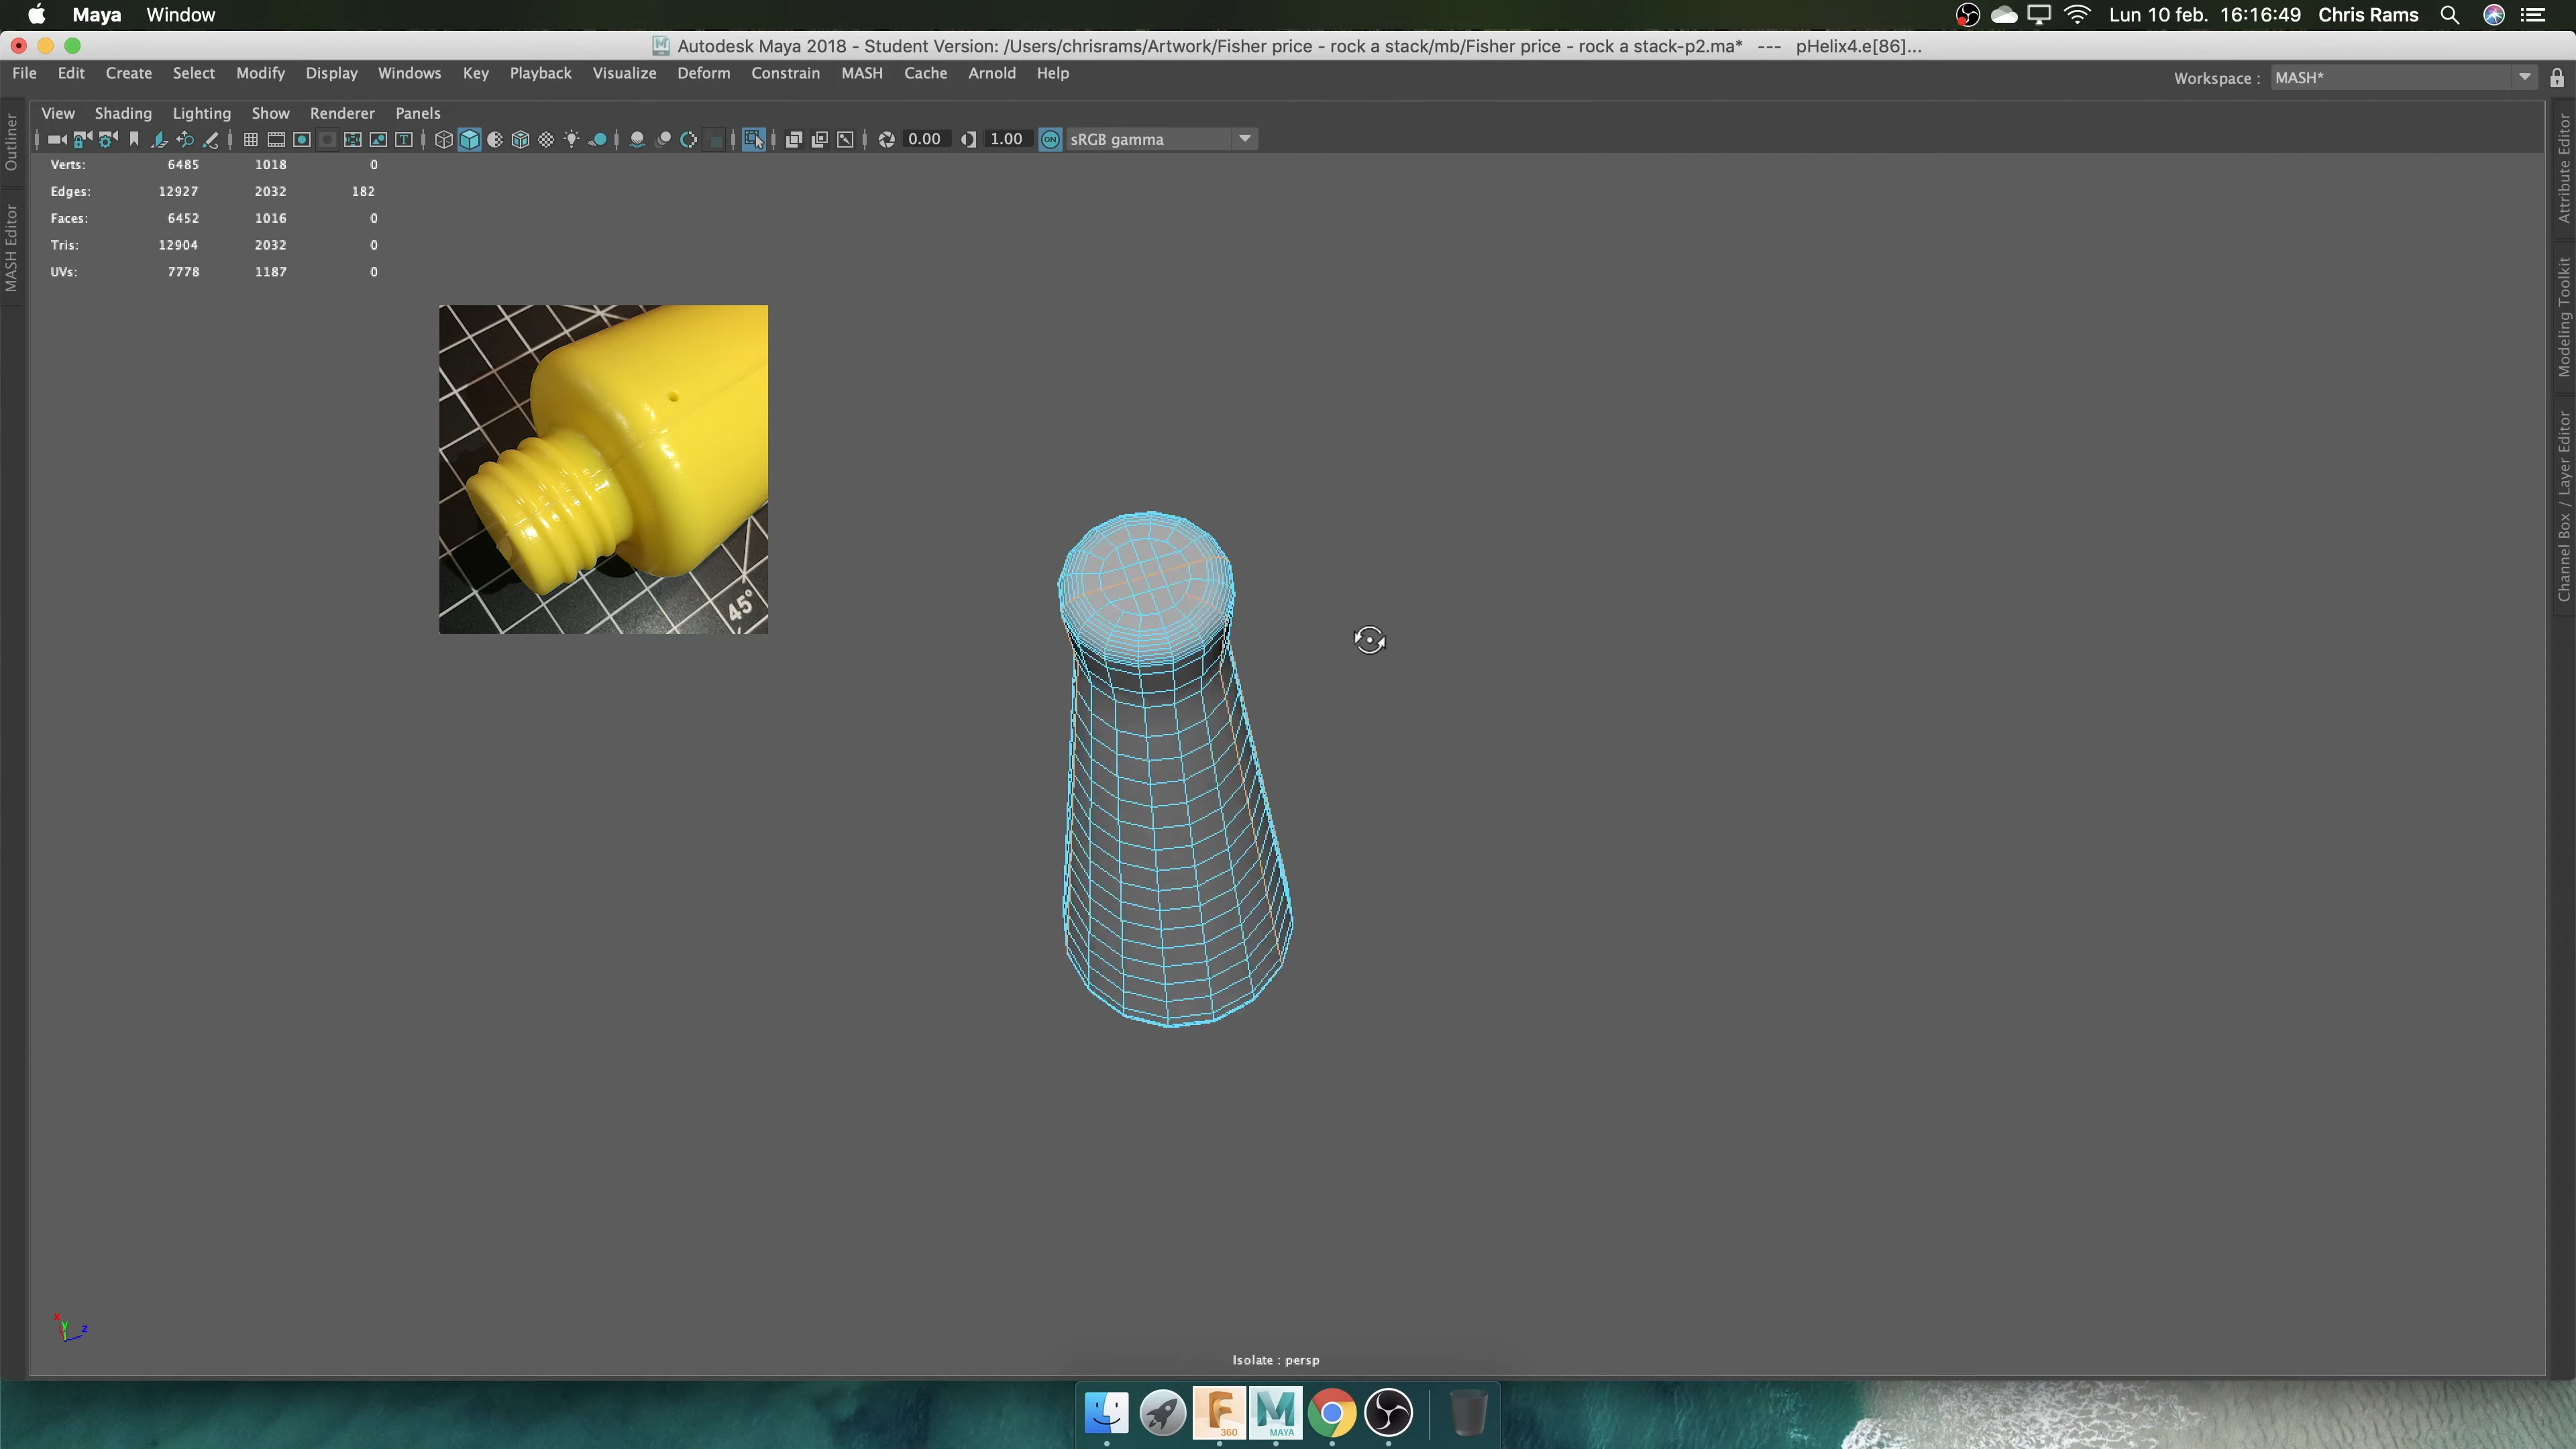 Maya Window Lun 10 feb. 16:16:49 Chris Rams
Autodesk Maya 2018 - Student Version: /Users/chrisrams/Artwork/Fisher price - rock a stack/mb/Fisher price - rock a stack-p2.ma* --- pHelix4.e[86]...
File Edit Create Select Modify Display Windows Key Playback Visualize Deform Constrain MASH Cache Arnold Help Workspace : MASH*
View Shading Lighting Show Renderer Panels
0.00 1.00 ON sRGB gamma
Verts: 6485 1018 0
Edges: 12927 2032 182
Faces: 6452 1016 0
Tris: 12904 2032 0
UVs: 7778 1187 0
Outliner
MASH Editor
Attribute Editor
Modeling Toolkit
Channel Box / Layer Editor
45°
x
y
z
Isolate : persp
F 360
M MAYA